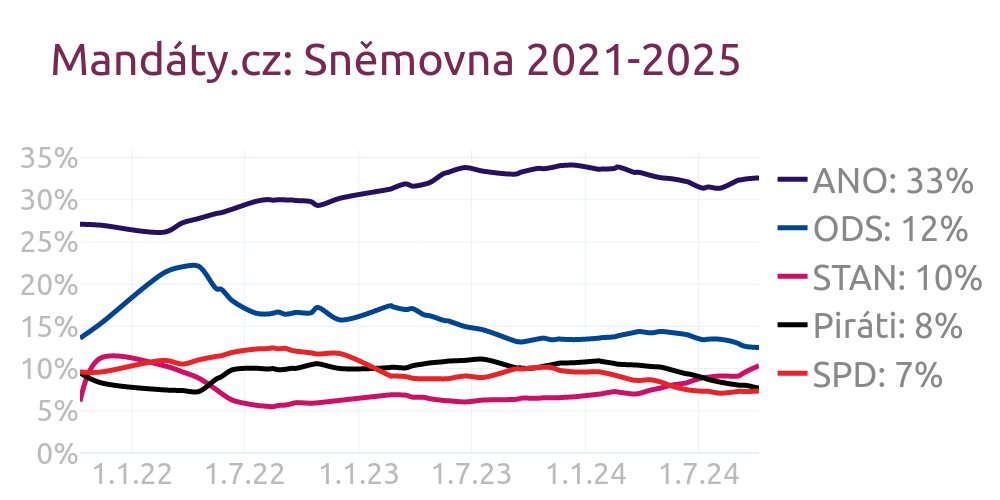 Mandáty.cz: Sněmovna 2021-2025
35%
30%
25%
20%
15%
10%
5%
0%
1.1.22 1.7.22 1.1.23 1.7.23 1.1.24 1.7.24
ANO: 33%
ODS: 12%
STAN: 10%
Piráti: 8%
SPD: 7%